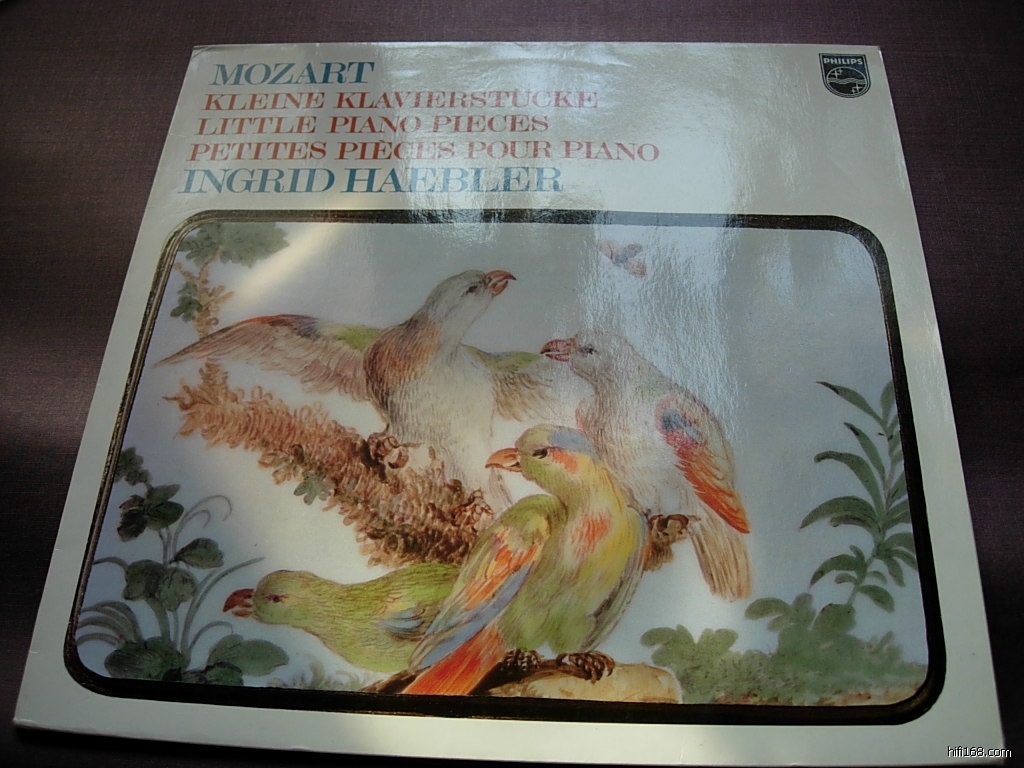 MOZART
PHILIPS
KLEINE KLAVIERSTÜCKE
LITTLE PIANO PIECES
PETITES PIÈCES POUR PIANO
INGRID HAEBLER
hifi168.com